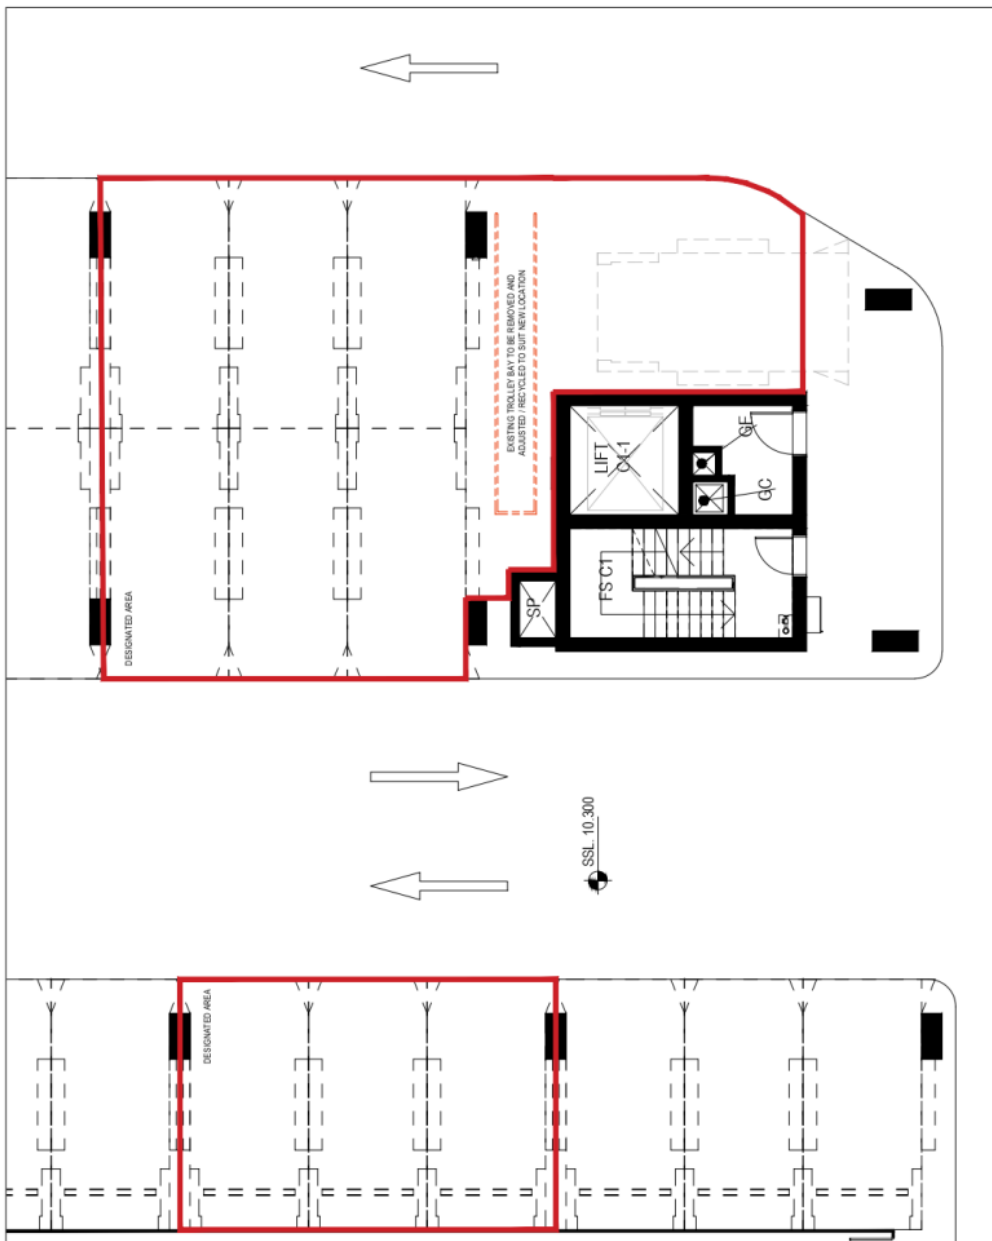 EXISTING TROLLEY BAY TO BE REMOVED AND
ADJUSTED / RECYCLED TO SUIT NEW LOCATION
LIFT
C1-1
GE
GC
FS C1
SP
DESIGNATED AREA
SSL. 10.300
DESIGNATED AREA